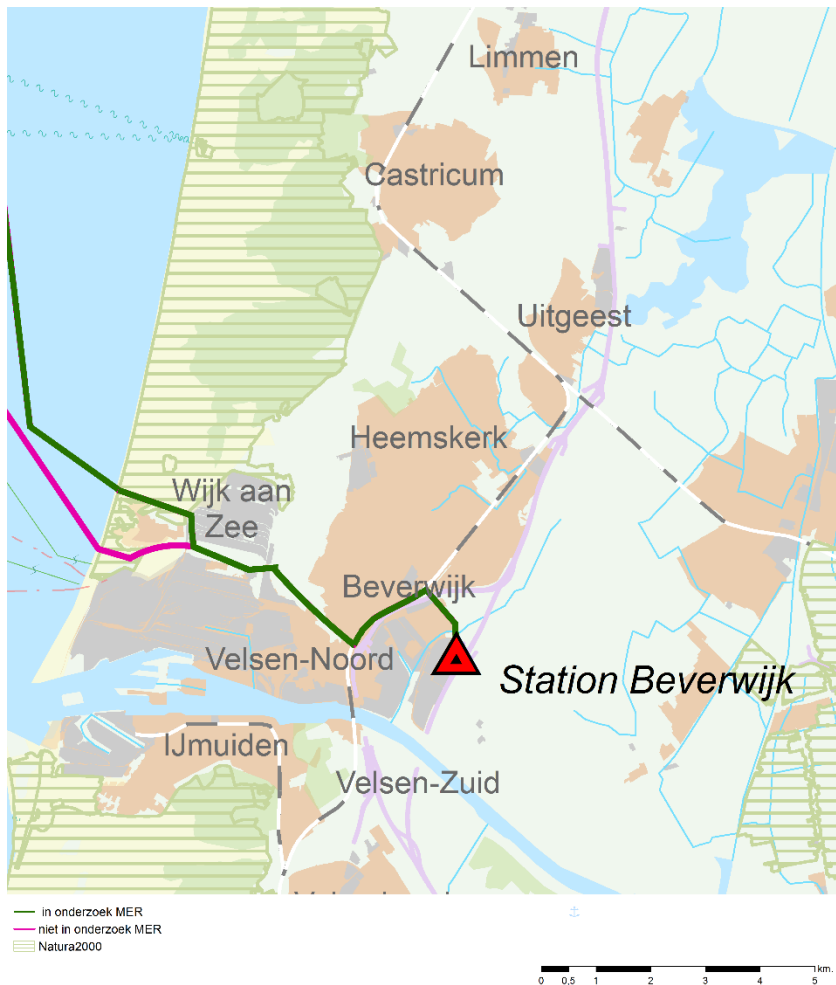 Limmen
Castricum
Uitgeest
Heemskerk
Wijk aan
Zee
Beverwijk
Velsen-Noord
Station Beverwijk
IJmuiden
Velsen-Zuid
in onderzoek MER
niet in onderzoek MER
Natura2000
km.
0 0,5 1 2 3 4 5